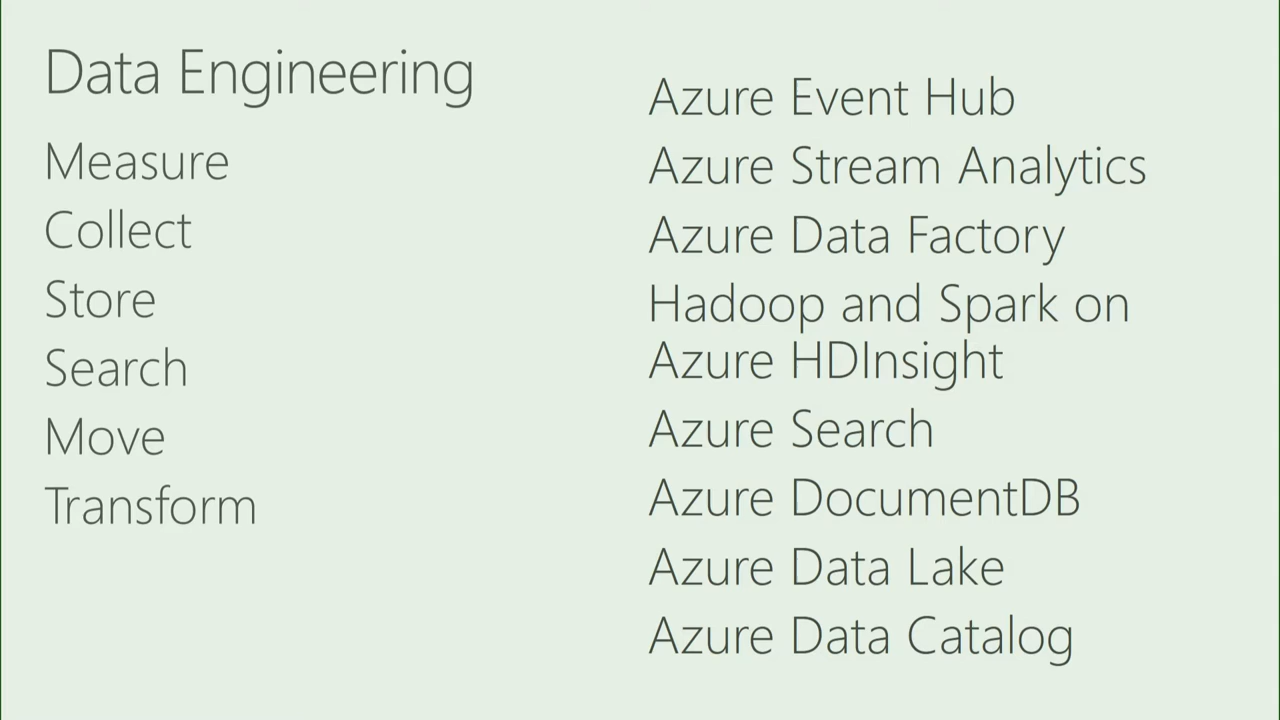 Data Engineering
Measure
Collect
Store
Search
Move
Transform
Azure Event Hub
Azure Stream Analytics
Azure Data Factory
Hadoop and Spark on
Azure HDInsight
Azure Search
Azure DocumentDB
Azure Data Lake
Azure Data Catalog